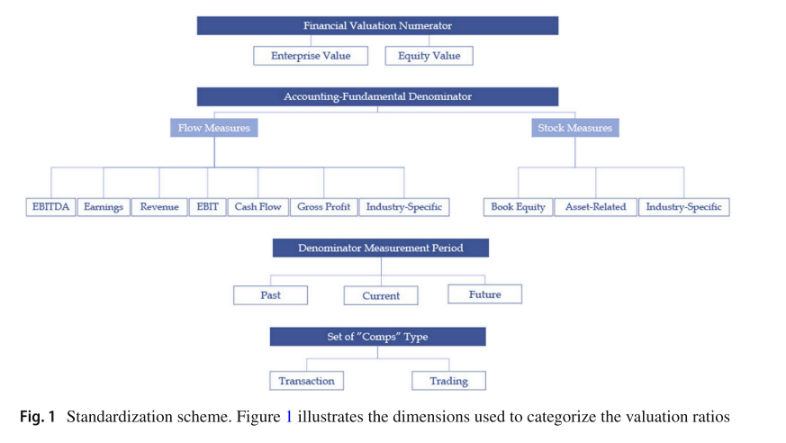 Financial Valuation Numerator
Enterprise Value Equity Value
Accounting-Fundamental Denominator
Flow Measures Stock Measures
EBITDA Earnings Revenue EBIT Cash Flow Gross Profit Industry-Specific Book Equity Asset-Related Industry-Specific
Denominator Measurement Period
Past Current Future
Set of "Comps" Type
Transaction Trading
Fig. 1 Standardization scheme. Figure 1 illustrates the dimensions used to categorize the valuation ratios